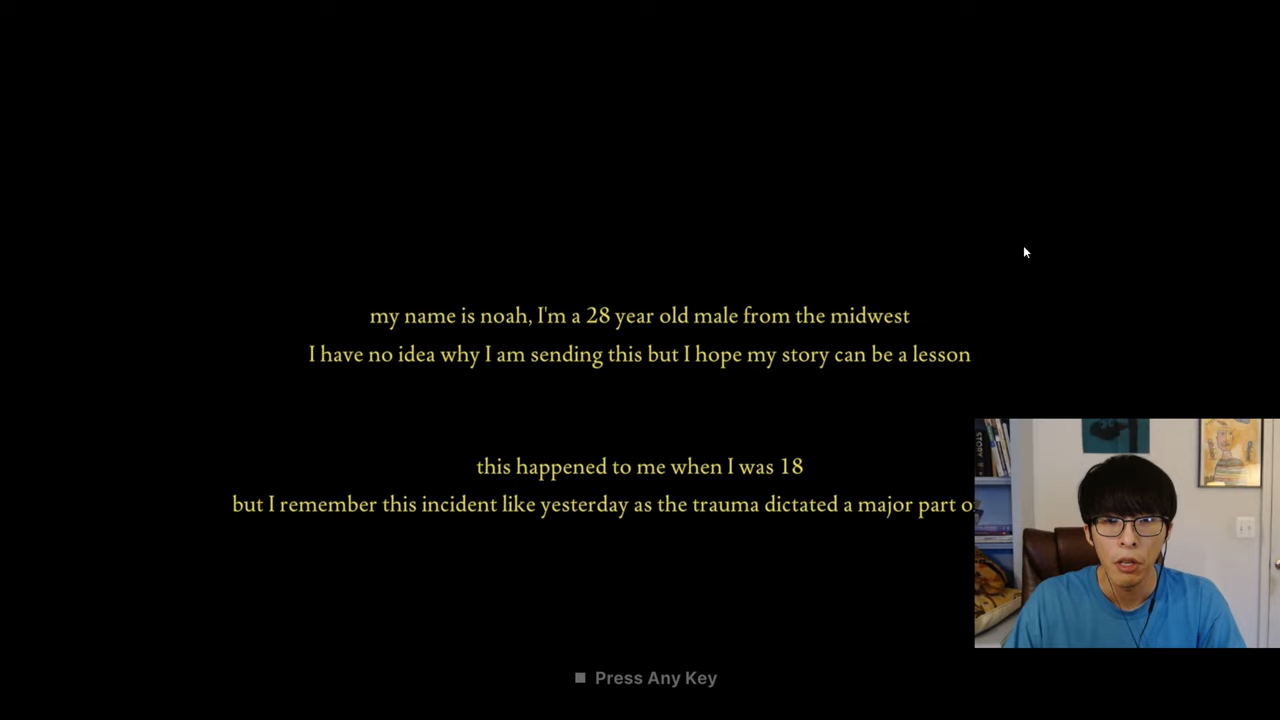 my name is noah, I'm a 28 year old male from the midwest
I have no idea why I am sending this but I hope my story can be a lesson
this happened to me when I was 18
but I remember this incident like yesterday as the trauma dictated a major part
STORY
Press Any Key